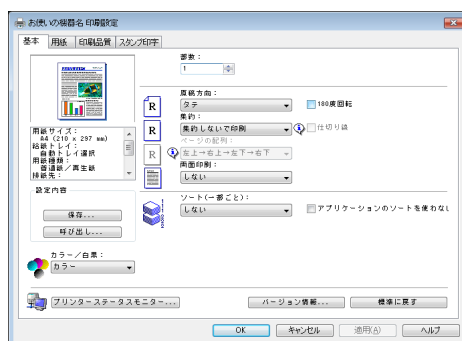 お使いの機器名 印刷設定
基本 用紙 印刷品質 スタンプ印字
部数:
1
原稿方向:
タテ
180度回転
集約:
集約しないで印刷
仕切り線
ページの配列:
左上→右上→左下→右下
両面印刷:
しない
用紙サイズ:
A4 (210 x 297 mm)
給紙トレイ:
自動トレイ選択
用紙種類:
普通紙/再生紙
排紙先:
設定内容
保存...
呼び出し...
ソート(一部ごと):
しない
アプリケーションのソートを使わない
カラー/白黒:
カラー
プリンターステータスモニター...
バージョン情報...
標準に戻す
OK
キャンセル
適用(A)
ヘルプ